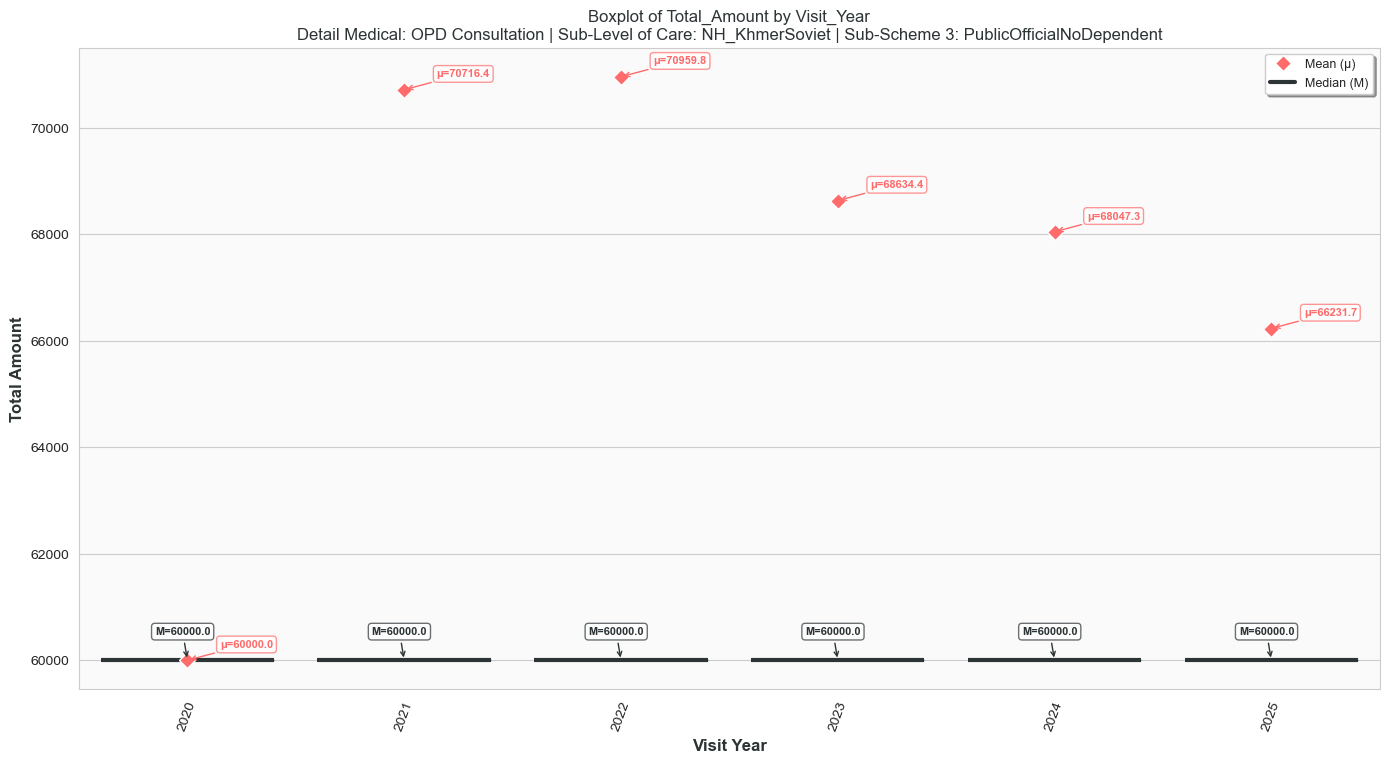 Boxplot of Total_Amount by Visit_Year
Detail Medical: OPD Consultation | Sub-Level of Care: NH_KhmerSoviet | Sub-Scheme 3: PublicOfficialNoDependent
Mean (μ)
Median (M)
Total Amount
70000
68000
66000
64000
62000
60000
μ=70716.4
μ=70959.8
μ=68634.4
μ=68047.3
μ=66231.7
M=60000.0
μ=60000.0
M=60000.0
M=60000.0
M=60000.0
M=60000.0
M=60000.0
2020
2021
2022
2023
2024
2025
Visit Year